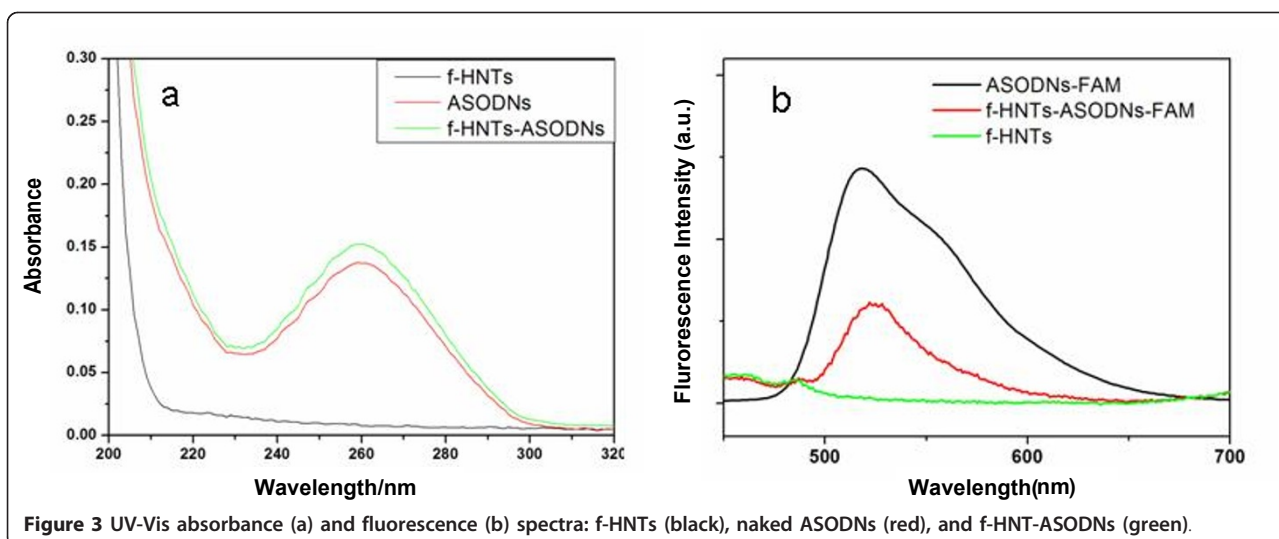 a
f-HNTs
ASODNs
f-HNTs-ASODNs
0.30
0.25
0.20
0.15
0.10
0.05
0.00
Absorbance
200
220
240
260
280
300
Wavelength/nm
b
ASODNs-FAM
f-HNTs-ASODNs-FAM
f-HNTs
Flurorescence Intensity (a.u.)
500
600
700
Wavelength(nm)
Figure 3 UV-Vis absorbance (a) and fluorescence (b) spectra: f-HNTs (black), naked ASODNs (red), and f-HNT-ASODNs (green).